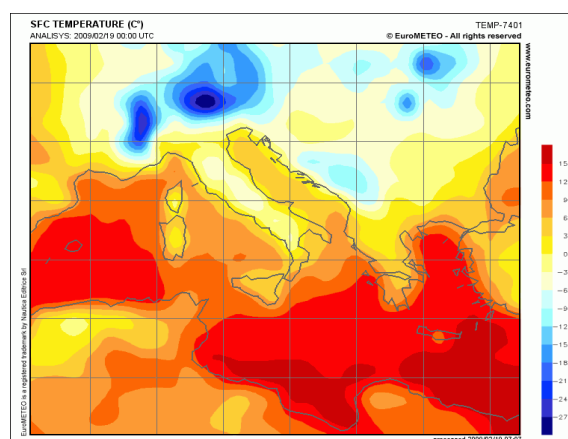 SFC TEMPERATURE (C°)
TEMP-7401
ANALISYS: 2009/02/19 00:00 UTC
© EuroMETEO - All rights reserved
www.eurometeo.com
EuroMETEO is a registered trademark by Nautica Editrice Srl
15
12
9
6
3
0
-3
-6
-9
-12
-15
-18
-21
-24
-27